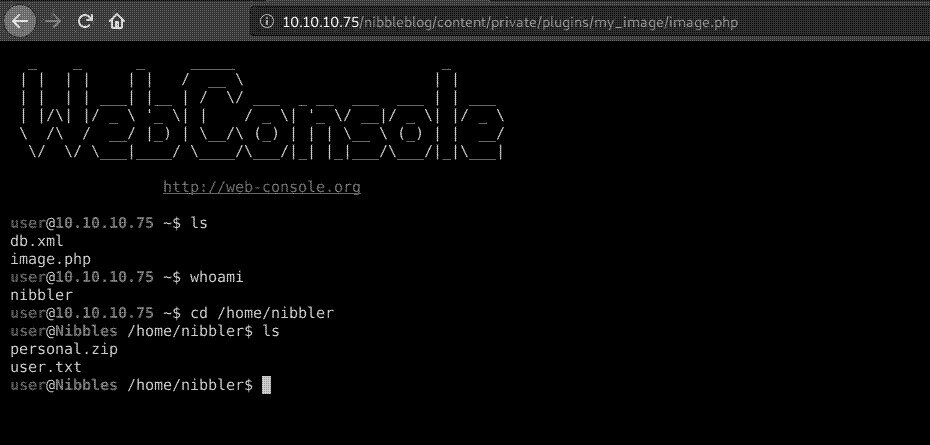 10.10.10.75/nibbleblog/content/private/plugins/my_image/image.php
WebConsole
http://web-console.org
user@10.10.10.75 ~$ ls
db.xml
image.php
user@10.10.10.75 ~$ whoami
nibbler
user@10.10.10.75 ~$ cd /home/nibbler
user@Nibbles /home/nibbler$ ls
personal.zip
user.txt
user@Nibbles /home/nibbler$